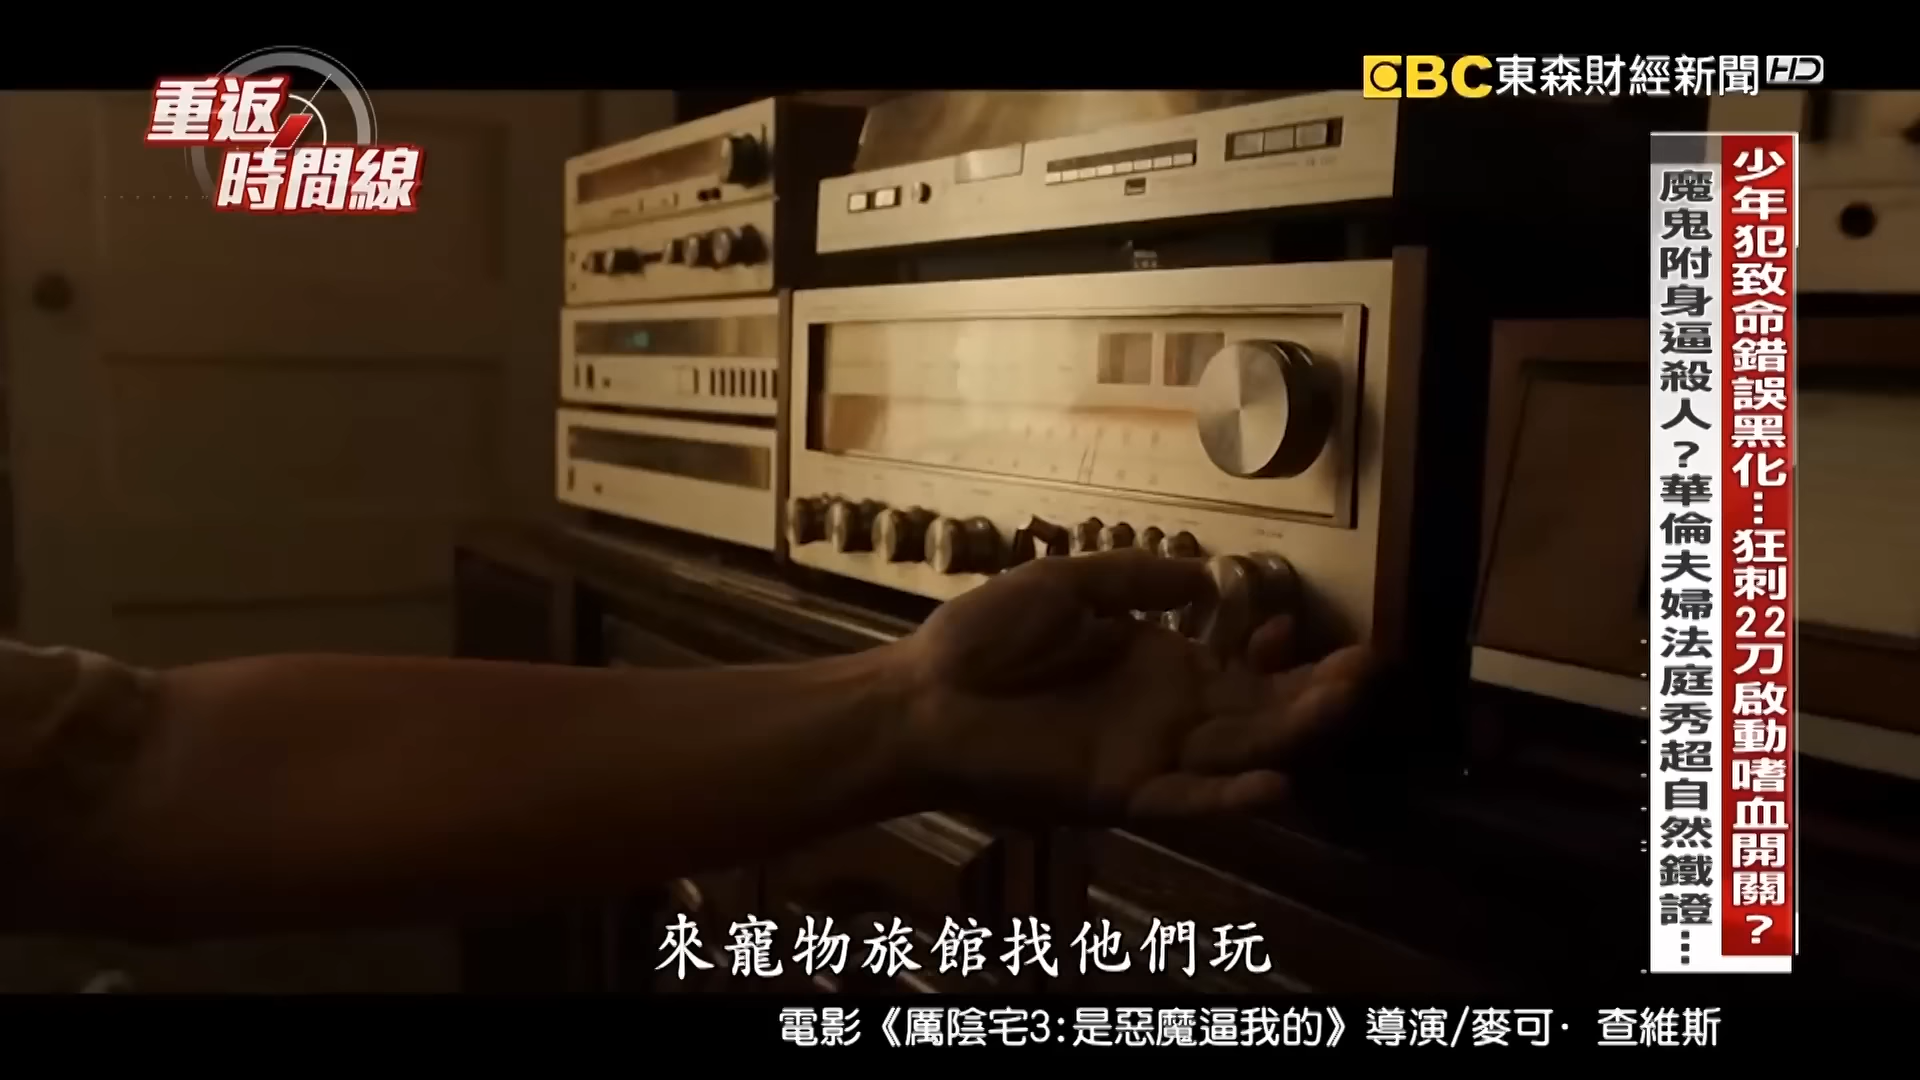 重返
時間線
EBC東森財經新聞HD
少年犯致命錯誤黑化…狂刺22刀啟動嗜血開關?
魔鬼附身逼殺人?華倫夫婦法庭秀超自然鐵證…
來寵物旅館找他們玩
電影《厲陰宅3:是惡魔逼我的》導演/麥可·查維斯